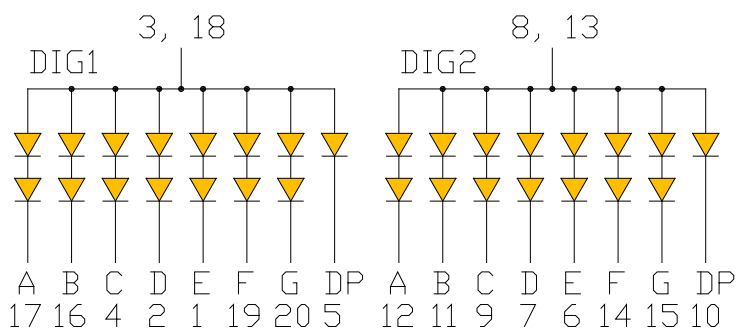 3, 18 8, 13
DIG1 DIG2
A B C D E F G DP A B C D E F G DP
17 16 4 2 1 19 20 5 12 11 9 7 6 14 15 10